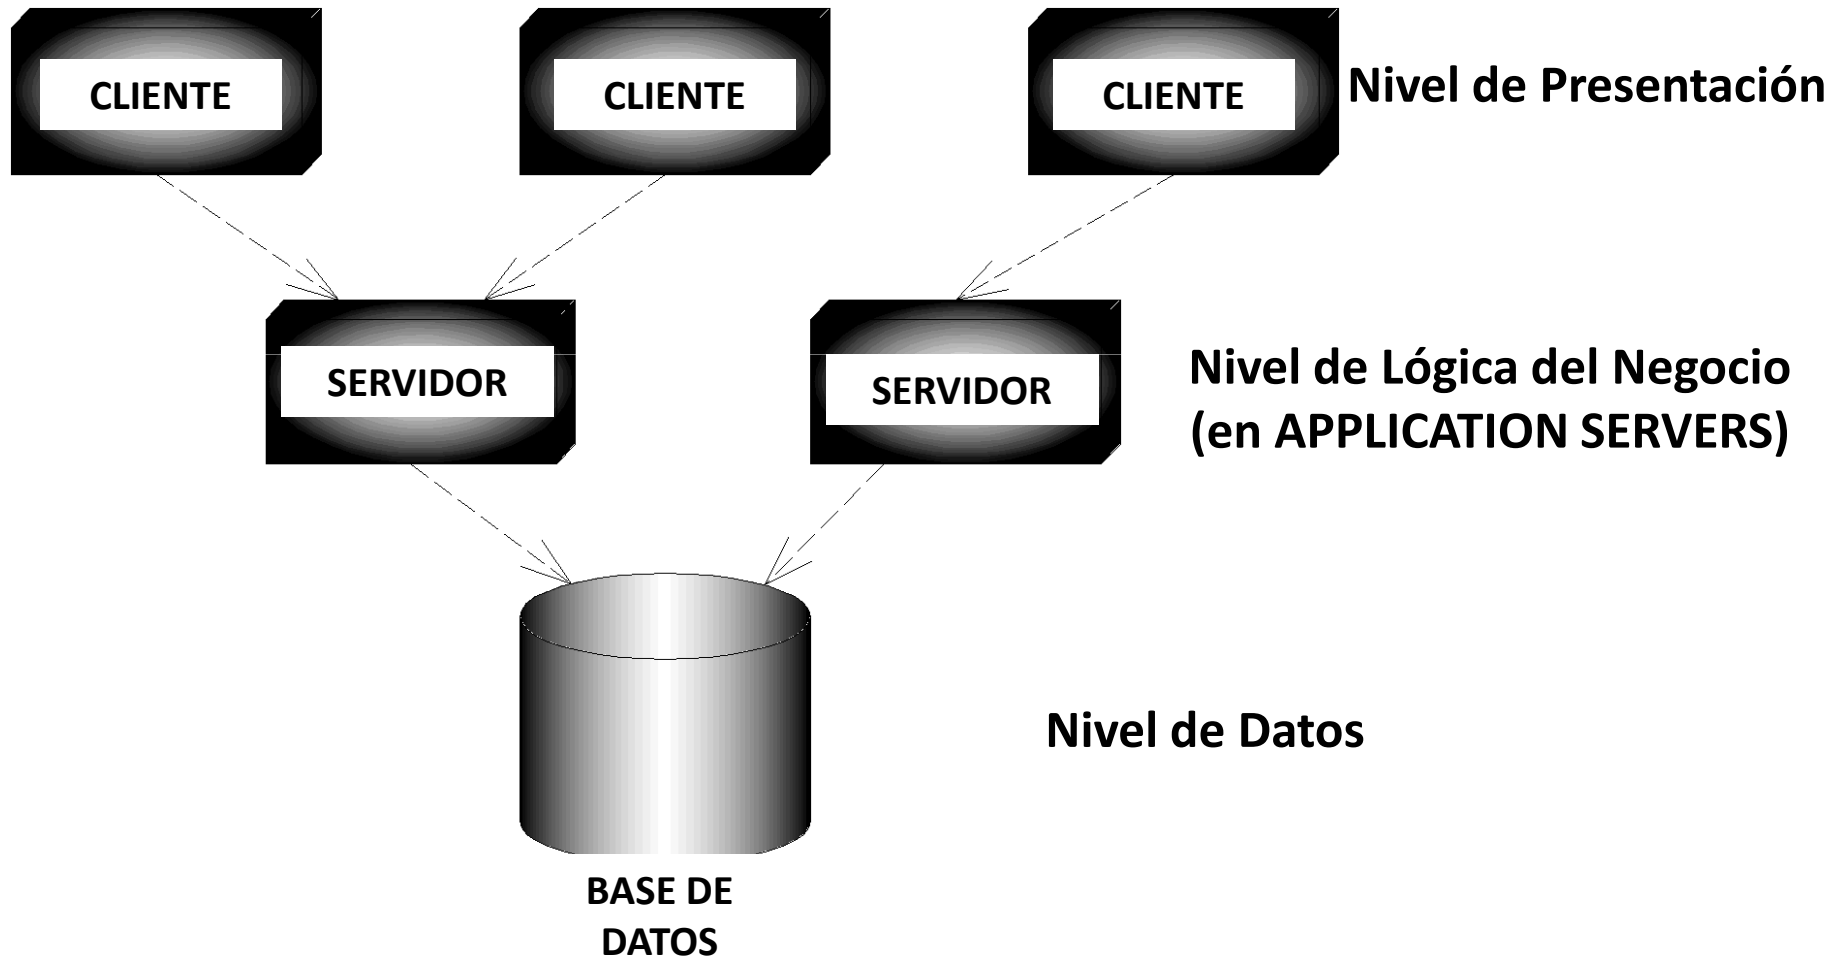 CLIENTE
CLIENTE
CLIENTE
Nivel de Presentación
SERVIDOR
SERVIDOR
Nivel de Lógica del Negocio
(en APPLICATION SERVERS)
Nivel de Datos
BASE DE
DATOS